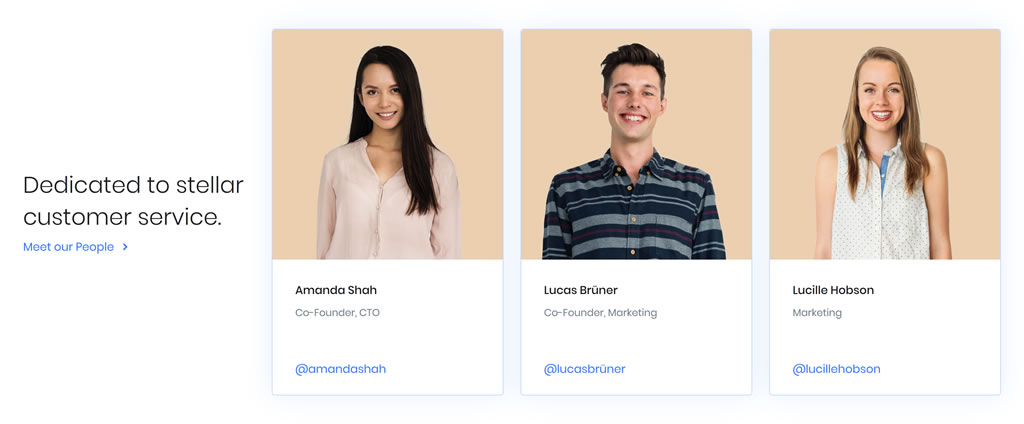 Dedicated to stellar
customer service.
Meet our People
Amanda Shah
Co-Founder, CTO
@amandashah
Lucas Brüner
Co-Founder, Marketing
@lucasbrüner
Lucille Hobson
Marketing
@lucillehobson